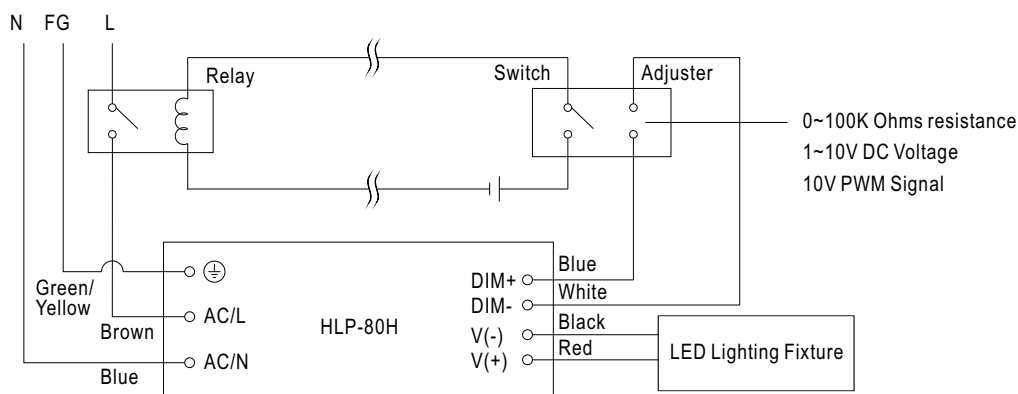 N FG L
Relay
Switch
Adjuster
0~100K Ohms resistance
1~10V DC Voltage
10V PWM Signal
Green/
Yellow
Brown
Blue
AC/L
AC/N
HLP-80H
DIM+
DIM-
V(-)
V(+)
Blue
White
Black
Red
LED Lighting Fixture